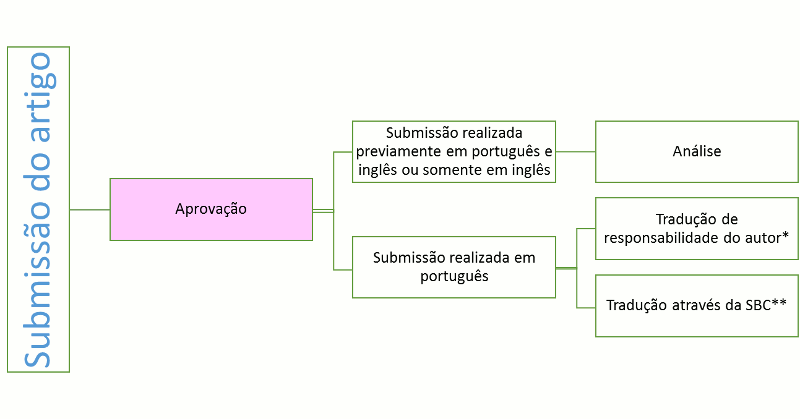 Submissão do artigo
Aprovação
Submissão realizada
previamente em português e
inglês ou somente em inglês
Análise
Submissão realizada em
português
Tradução de
responsabilidade do autor*
Tradução através da SBC**